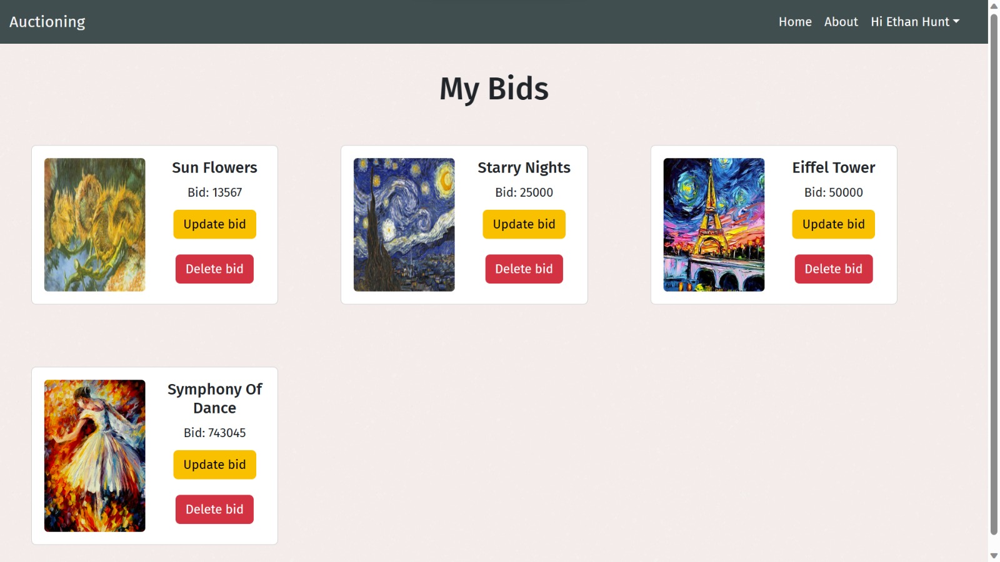 Auctioning
Home About Hi Ethan Hunt
My Bids
Sun Flowers
Bid: 13567
Update bid
Delete bid
Starry Nights
Bid: 25000
Update bid
Delete bid
Eiffel Tower
Bid: 50000
Update bid
Delete bid
Symphony Of
Dance
Bid: 743045
Update bid
Delete bid